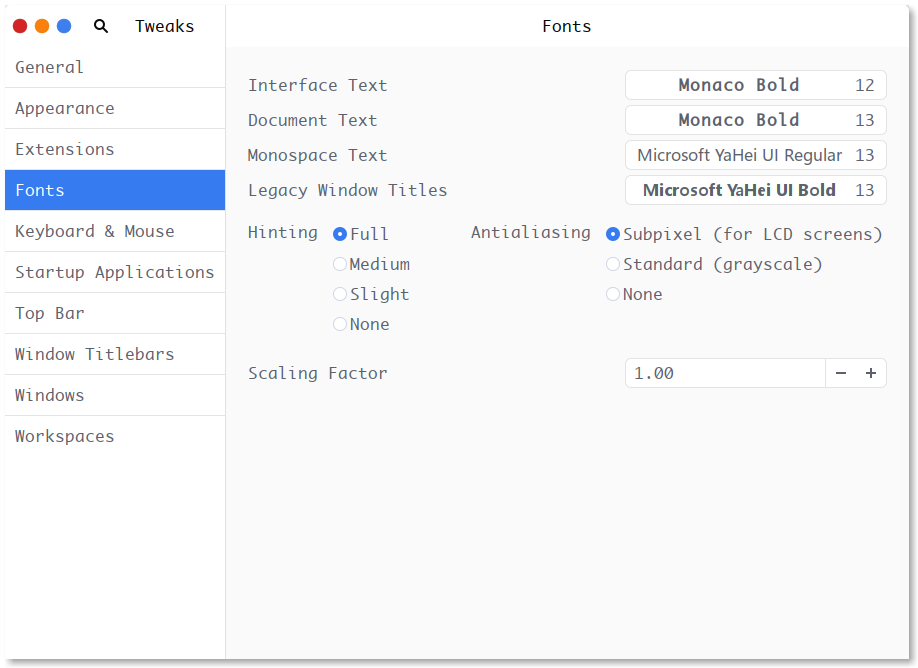 Tweaks
Fonts
General
Appearance
Extensions
Fonts
Keyboard & Mouse
Startup Applications
Top Bar
Window Titlebars
Windows
Workspaces
Interface Text Monaco Bold 12
Document Text Monaco Bold 13
Monospace Text Microsoft YaHei UI Regular 13
Legacy Window Titles Microsoft YaHei UI Bold 13
Hinting Full Antialiasing Subpixel (for LCD screens)
Medium Standard (grayscale)
Slight None
None
Scaling Factor 1.00 − +